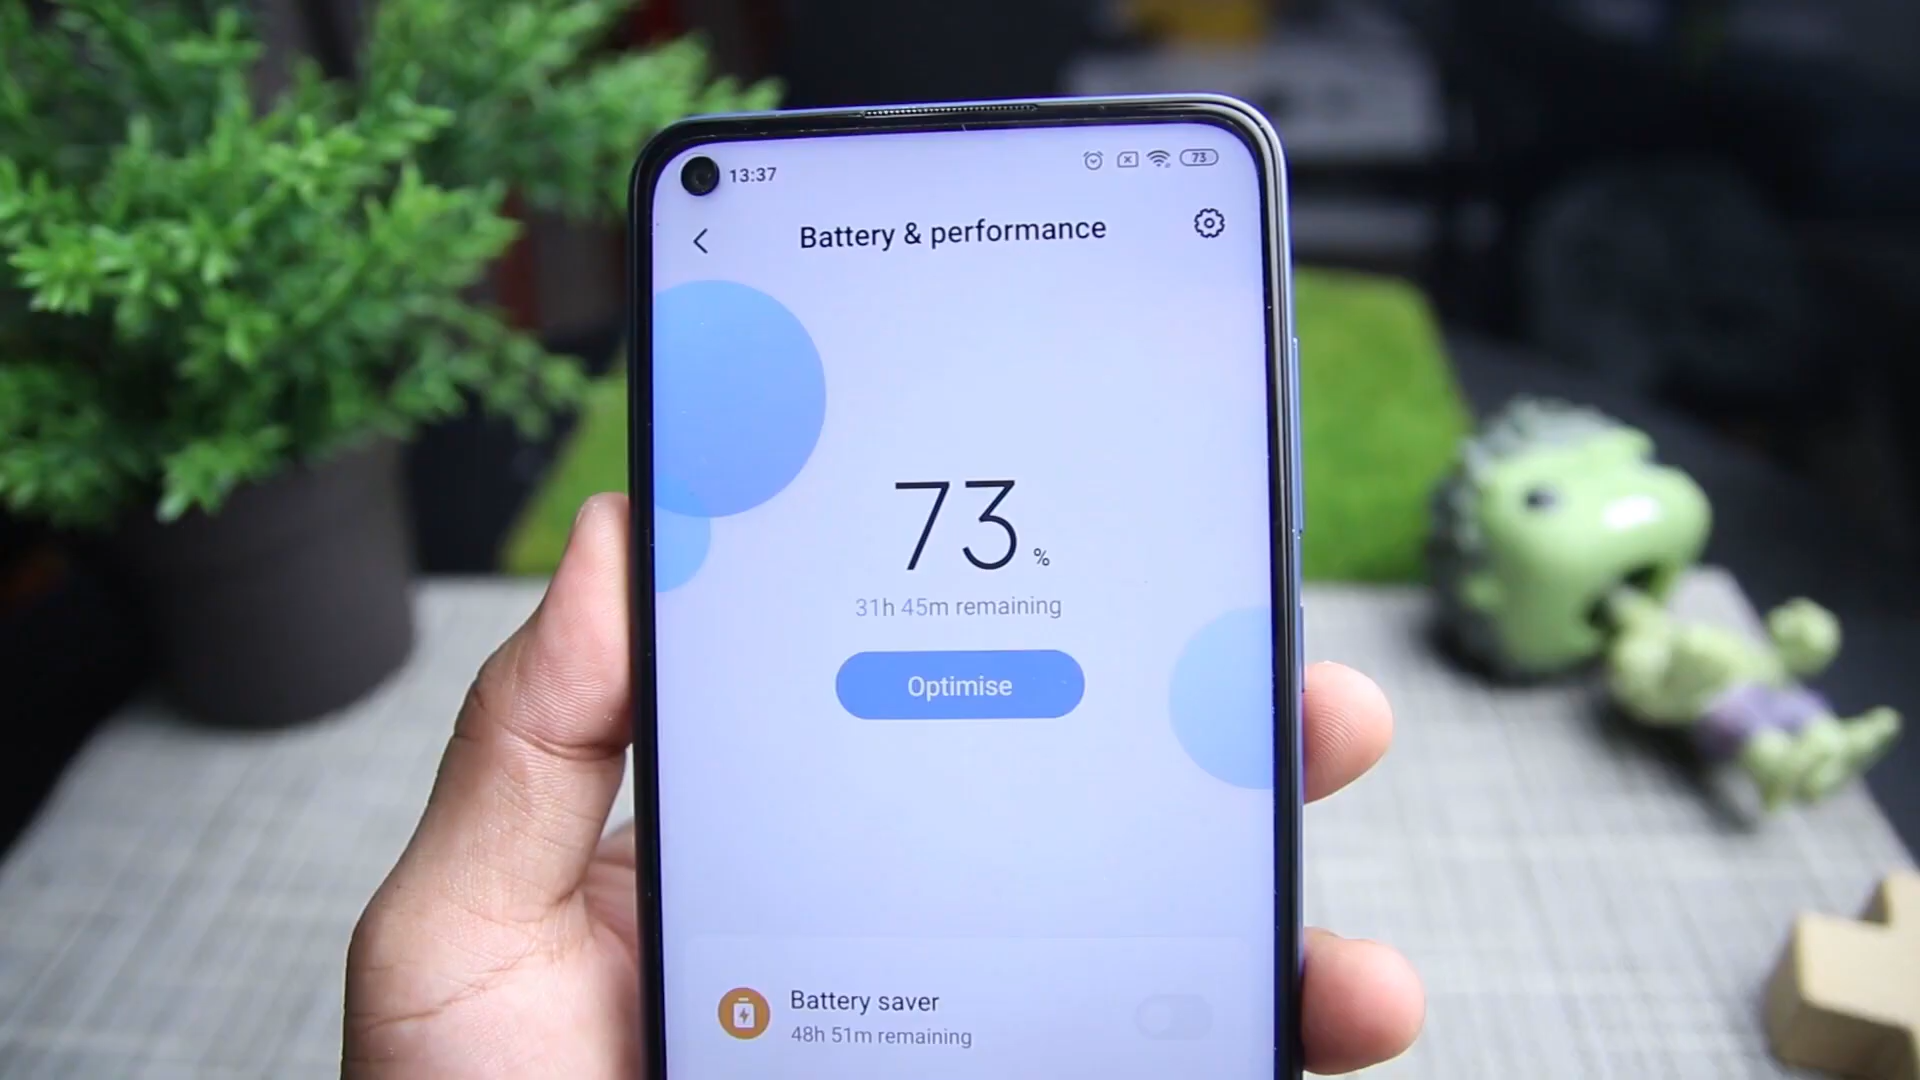 13:37
73
Battery & performance
73 %
31h 45m remaining
Optimise
Battery saver
48h 51m remaining